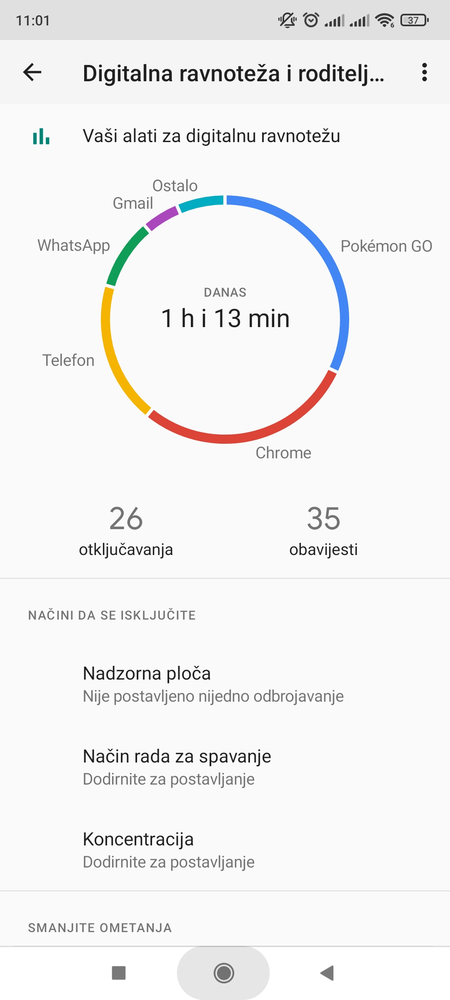 11:01
6
37
Digitalna ravnoteža i roditelj...
Vaši alati za digitalnu ravnotežu
Ostalo
Gmail
WhatsApp
Pokémon GO
DANAS
1 h i 13 min
Telefon
Chrome
26
35
otključavanja
obavijesti
NAČINI DA SE ISKLJUČITE
Nadzorna ploča
Nije postavljeno nijedno odbrojavanje
Način rada za spavanje
Dodirnite za postavljanje
Koncentracija
Dodirnite za postavljanje
SMANJITE OMETANJA